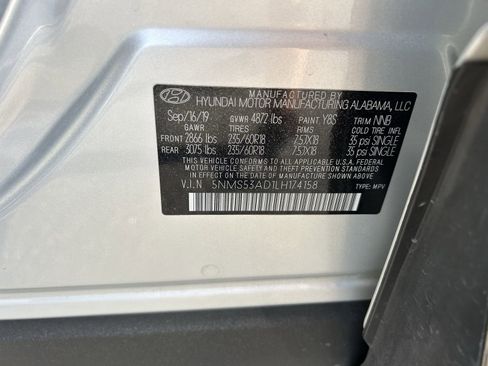 MANUFACTURED BY
HYUNDAI MOTOR MANUFACTURING ALABAMA, LLC
Sep/16/19 GVWR 4872 lbs PAINT Y8S TRIM NNB
GAWR TIRES RIMS COLD TIRE INFL
FRONT 2866 lbs 235/60R18 7.5JX18 35 psi SINGLE
REAR 3075 lbs 235/60R18 7.5JX18 35 psi SINGLE
THIS VEHICLE CONFORMS TO ALL APPLICABLE U.S.A. FEDERAL
MOTOR VEHICLE SAFETY AND THEFT PREVENTION STANDARDS
IN EFFECT ON THE DATE OF MANUFACTURE SHOWN ABOVE
V.I.N 5NMS53AD1LH174158 TYPE: MPV